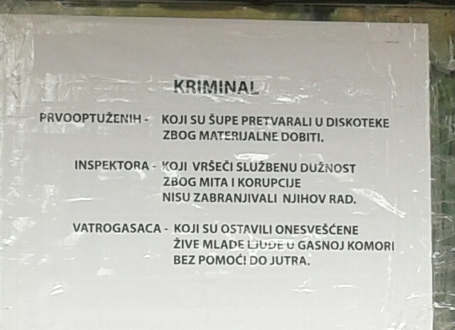 KRIMINAL
PRVOOPTUŽENIH - KOJI SU ŠUPE PRETVARALI U DISKOTEKE
ZBOG MATERIJALNE DOBITI.
INSPEKTORA - KOJI VRŠEĆI SLUŽBENU DUŽNOST
ZBOG MITA I KORUPCIJE
NISU ZABRANJIVALI NJIHOV RAD.
VATROGASACA - KOJI SU OSTAVILI ONESVEŠĆENE
ŽIVE MLADE LJUDE U GASNOJ KOMORI
BEZ POMOĆI DO JUTRA.